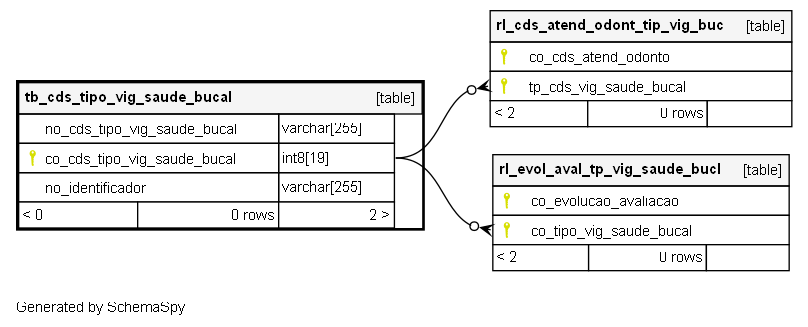 rl_cds_atend_odont_tip_vig_buc [table]
co_cds_atend_odonto
tp_cds_vig_saude_bucal
< 2 0 rows
tb_cds_tipo_vig_saude_bucal [table]
no_cds_tipo_vig_saude_bucal varchar[255]
co_cds_tipo_vig_saude_bucal int8[19]
no_identificador varchar[255]
< 0 0 rows 2 >
rl_evol_aval_tp_vig_saude_bucl [table]
co_evolucao_avaliacao
co_tipo_vig_saude_bucal
< 2 0 rows
Generated by SchemaSpy